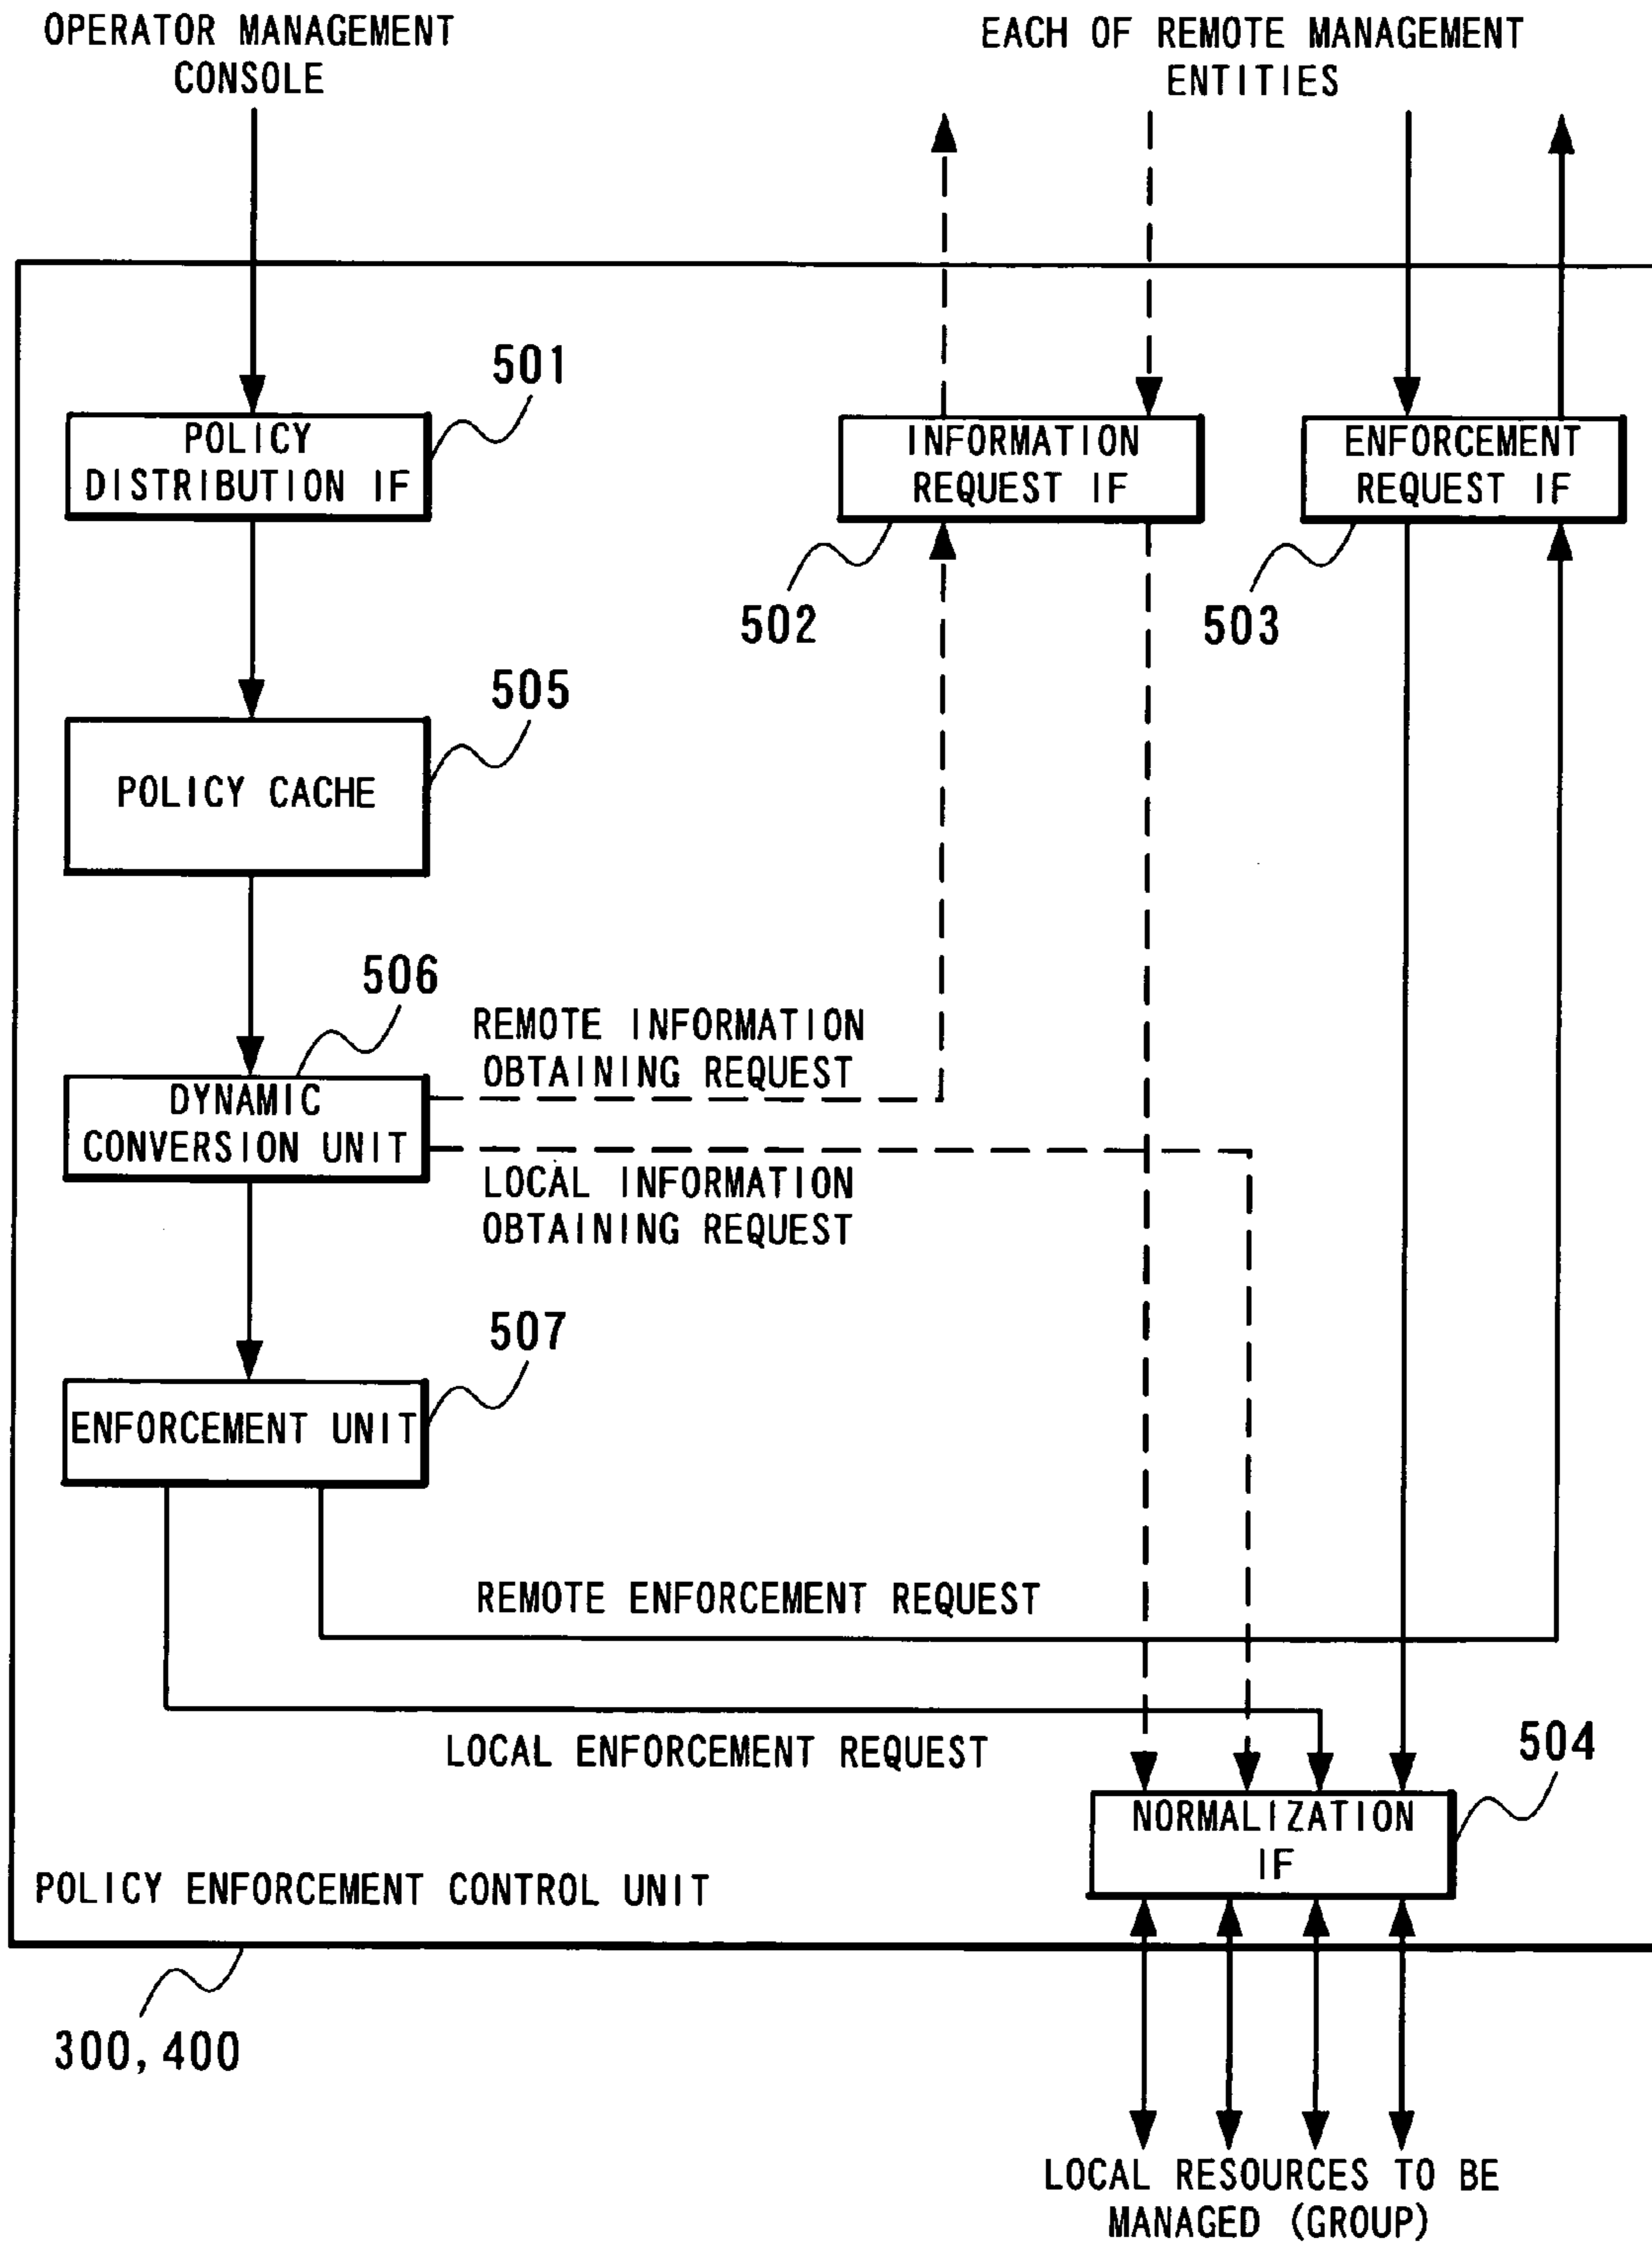 OPERATOR MANAGEMENT
CONSOLE
EACH OF REMOTE MANAGEMENT
ENTITIES
501
POLICY
DISTRIBUTION IF
INFORMATION
REQUEST IF
ENFORCEMENT
REQUEST IF
502
503
505
POLICY CACHE
506
REMOTE INFORMATION
OBTAINING REQUEST
DYNAMIC
CONVERSION UNIT
LOCAL INFORMATION
OBTAINING REQUEST
507
ENFORCEMENT UNIT
REMOTE ENFORCEMENT REQUEST
LOCAL ENFORCEMENT REQUEST
504
NORMALIZATION
IF
POLICY ENFORCEMENT CONTROL UNIT
300, 400
LOCAL RESOURCES TO BE
MANAGED (GROUP)